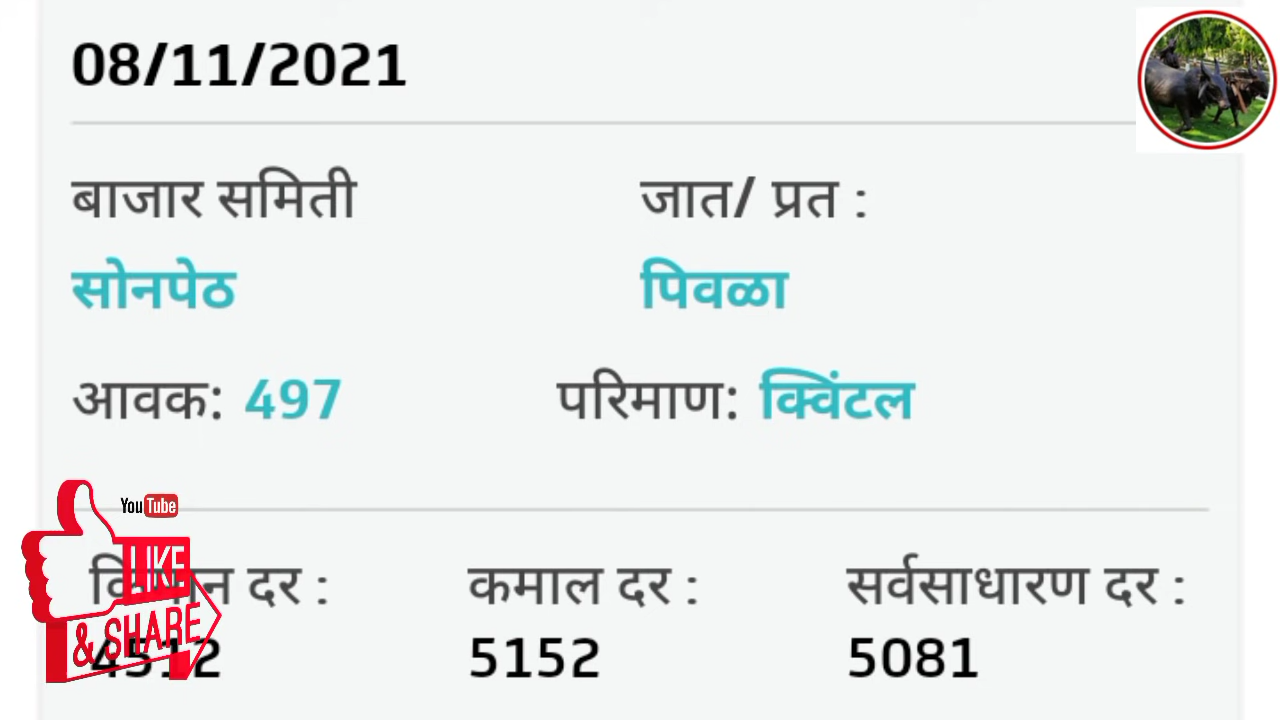 08/11/2021
बाजार समिती
जात/ प्रत :
सोनपेठ
पिवळा
आवक: 497
परिमाण: क्विंटल
YouTube
LIKE
& SHARE
किमान दर :
कमाल दर :
सर्वसाधारण दर :
4512
5152
5081